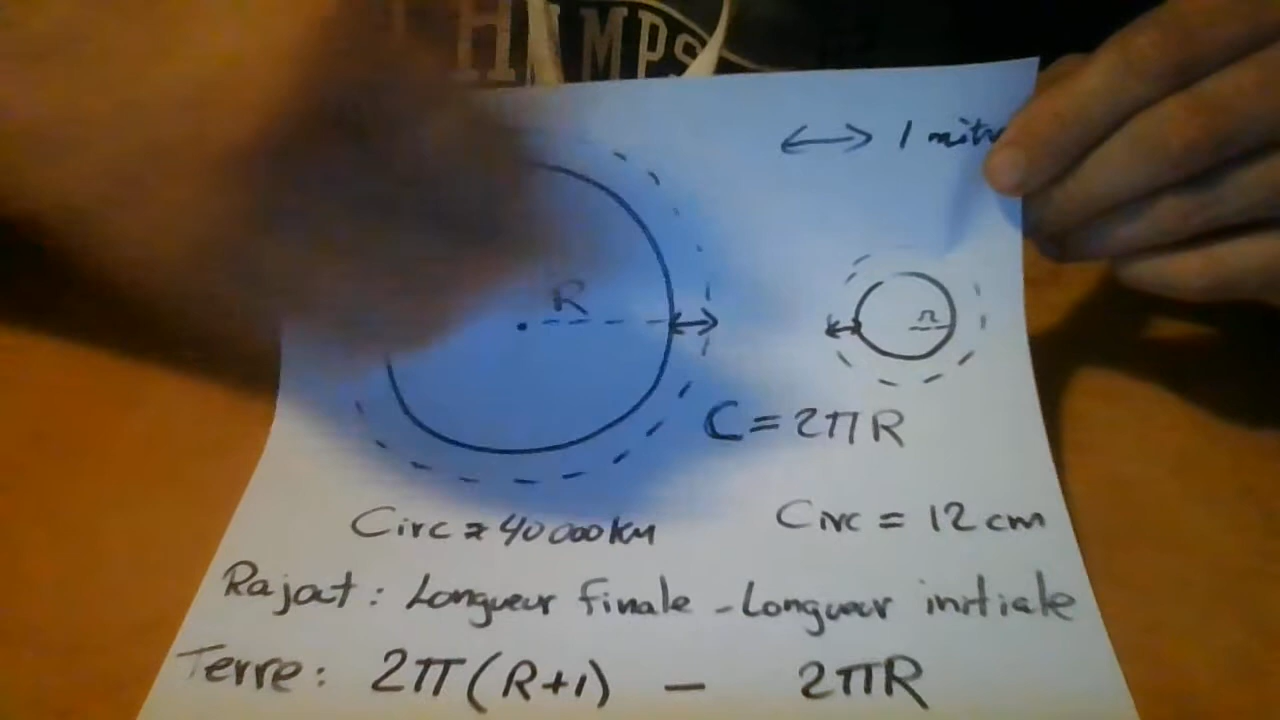 HAMPS
1 mètre
R
r
C = 2πR
Circ ≈ 40 000 km
Circ = 12 cm
Rajout : Longueur finale - Longueur initiale
Terre : 2π(R+1) - 2πR